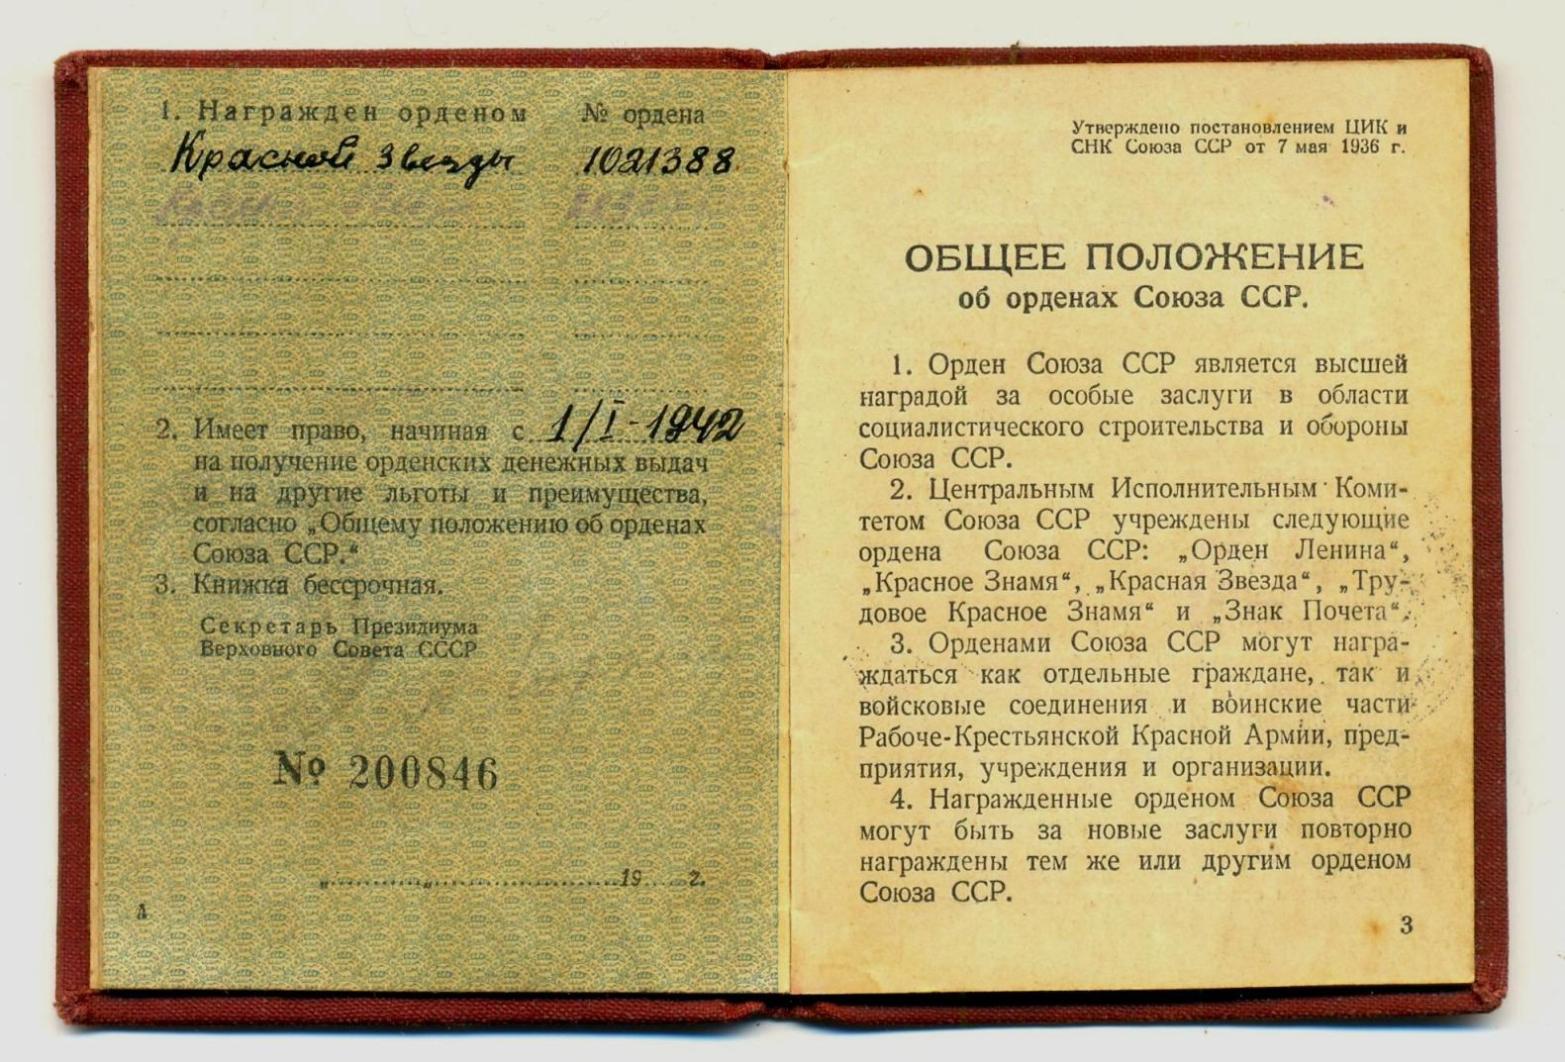 1. Награжден орденом № ордена
Красной Звезды 1021388
2. Имеет право, начиная с 1/I-1942
на получение орденских денежных выдач
и на другие льготы и преимущества,
согласно „Общему положению об орденах
Союза ССР.“
3. Книжка бессрочная.
Секретарь Президиума
Верховного Совета СССР
№ 200846
„ „ 19 г.
Утверждено постановлением ЦИК и
СНК Союза ССР от 7 мая 1936 г.
ОБЩЕЕ ПОЛОЖЕНИЕ
об орденах Союза ССР.
1. Орден Союза ССР является высшей
наградой за особые заслуги в области
социалистического строительства и обороны
Союза ССР.
2. Центральным Исполнительным Коми-
тетом Союза ССР учреждены следующие
ордена Союза ССР: „Орден Ленина“,
„Красное Знамя“, „Красная Звезда“, „Тру-
довое Красное Знамя“ и „Знак Почета“.
3. Орденами Союза ССР могут награ-
ждаться как отдельные граждане, так и
войсковые соединения и воинские части
Рабоче-Крестьянской Красной Армии, пред-
приятия, учреждения и организации.
4. Награжденные орденом Союза ССР
могут быть за новые заслуги повторно
награждены тем же или другим орденом
Союза ССР.
3